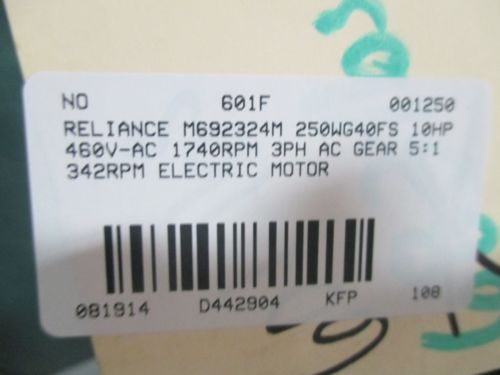 NO 601F 001250
RELIANCE M692324M 250WG40FS 10HP
460V-AC 1740RPM 3PH AC GEAR 5:1
342RPM ELECTRIC MOTOR
081914 D442904 KFP 108